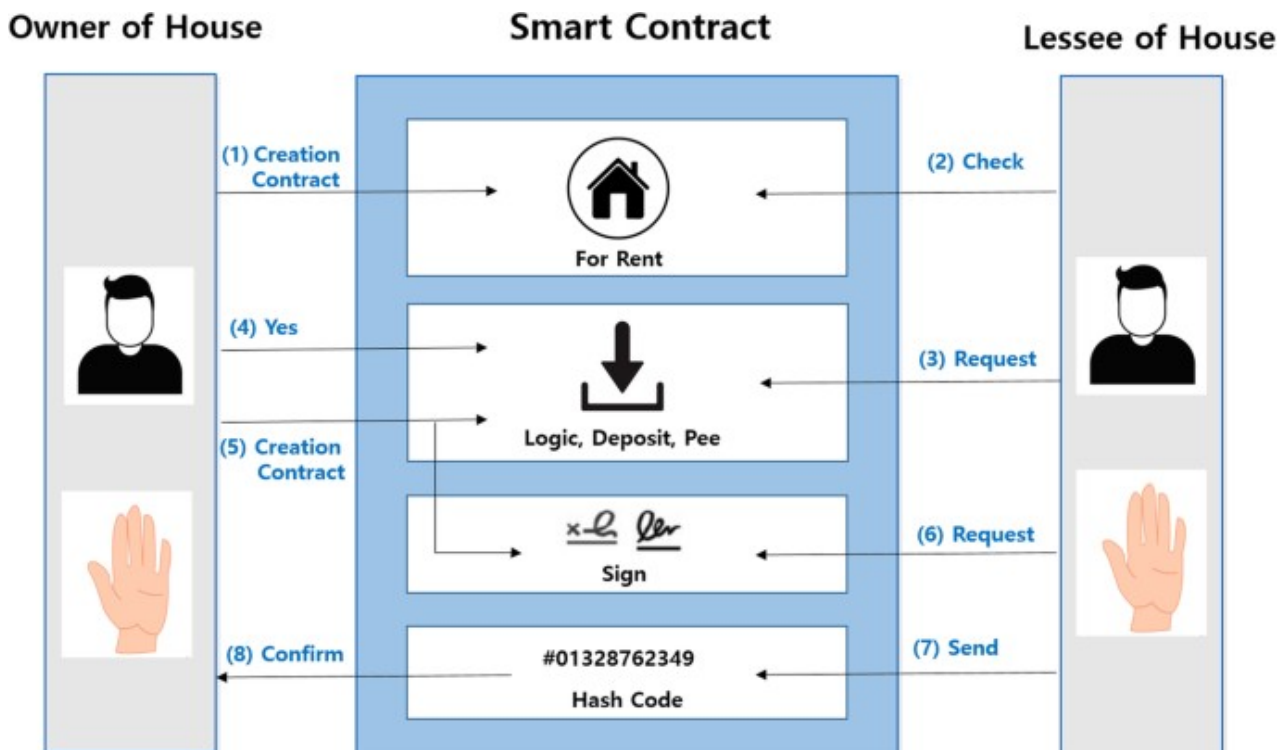 Owner of House
Smart Contract
Lessee of House
(1) Creation
Contract
(2) Check
For Rent
(4) Yes
(3) Request
Logic, Deposit, Pee
(5) Creation
Contract
(6) Request
Sign
(8) Confirm
#01328762349
(7) Send
Hash Code